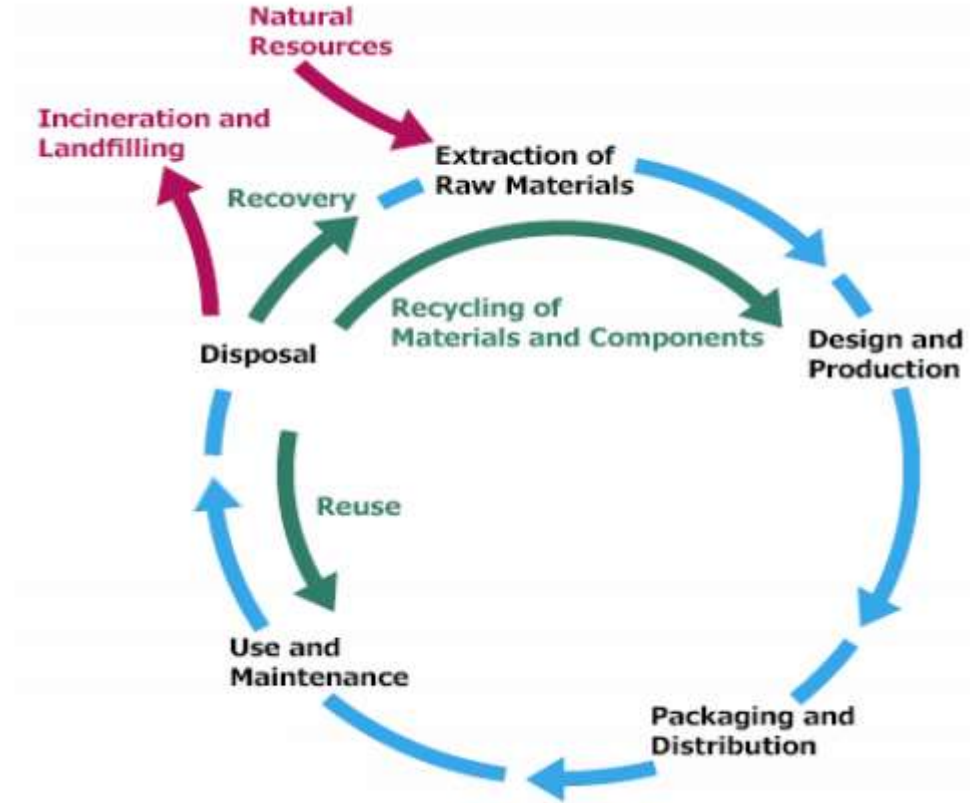 Natural
Resources
Incineration and
Landfilling
Extraction of
Raw Materials
Recovery
Recycling of
Materials and Components
Disposal
Design and
Production
Reuse
Use and
Maintenance
Packaging and
Distribution